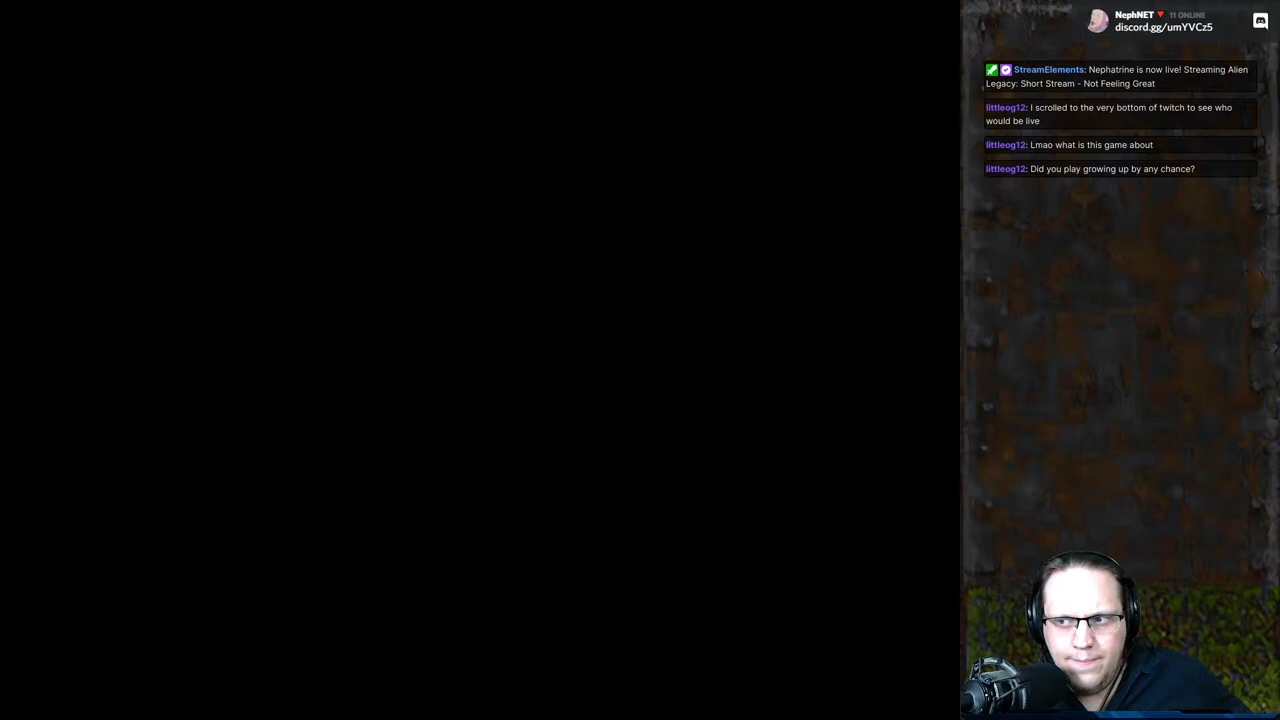 NephNET 11 ONLINE
discord.gg/umYVCz5
StreamElements: Nephatrine is now live! Streaming Alien
Legacy: Short Stream - Not Feeling Great
littleog12: I scrolled to the very bottom of twitch to see who
would be live
littleog12: Lmao what is this game about
littleog12: Did you play growing up by any chance?